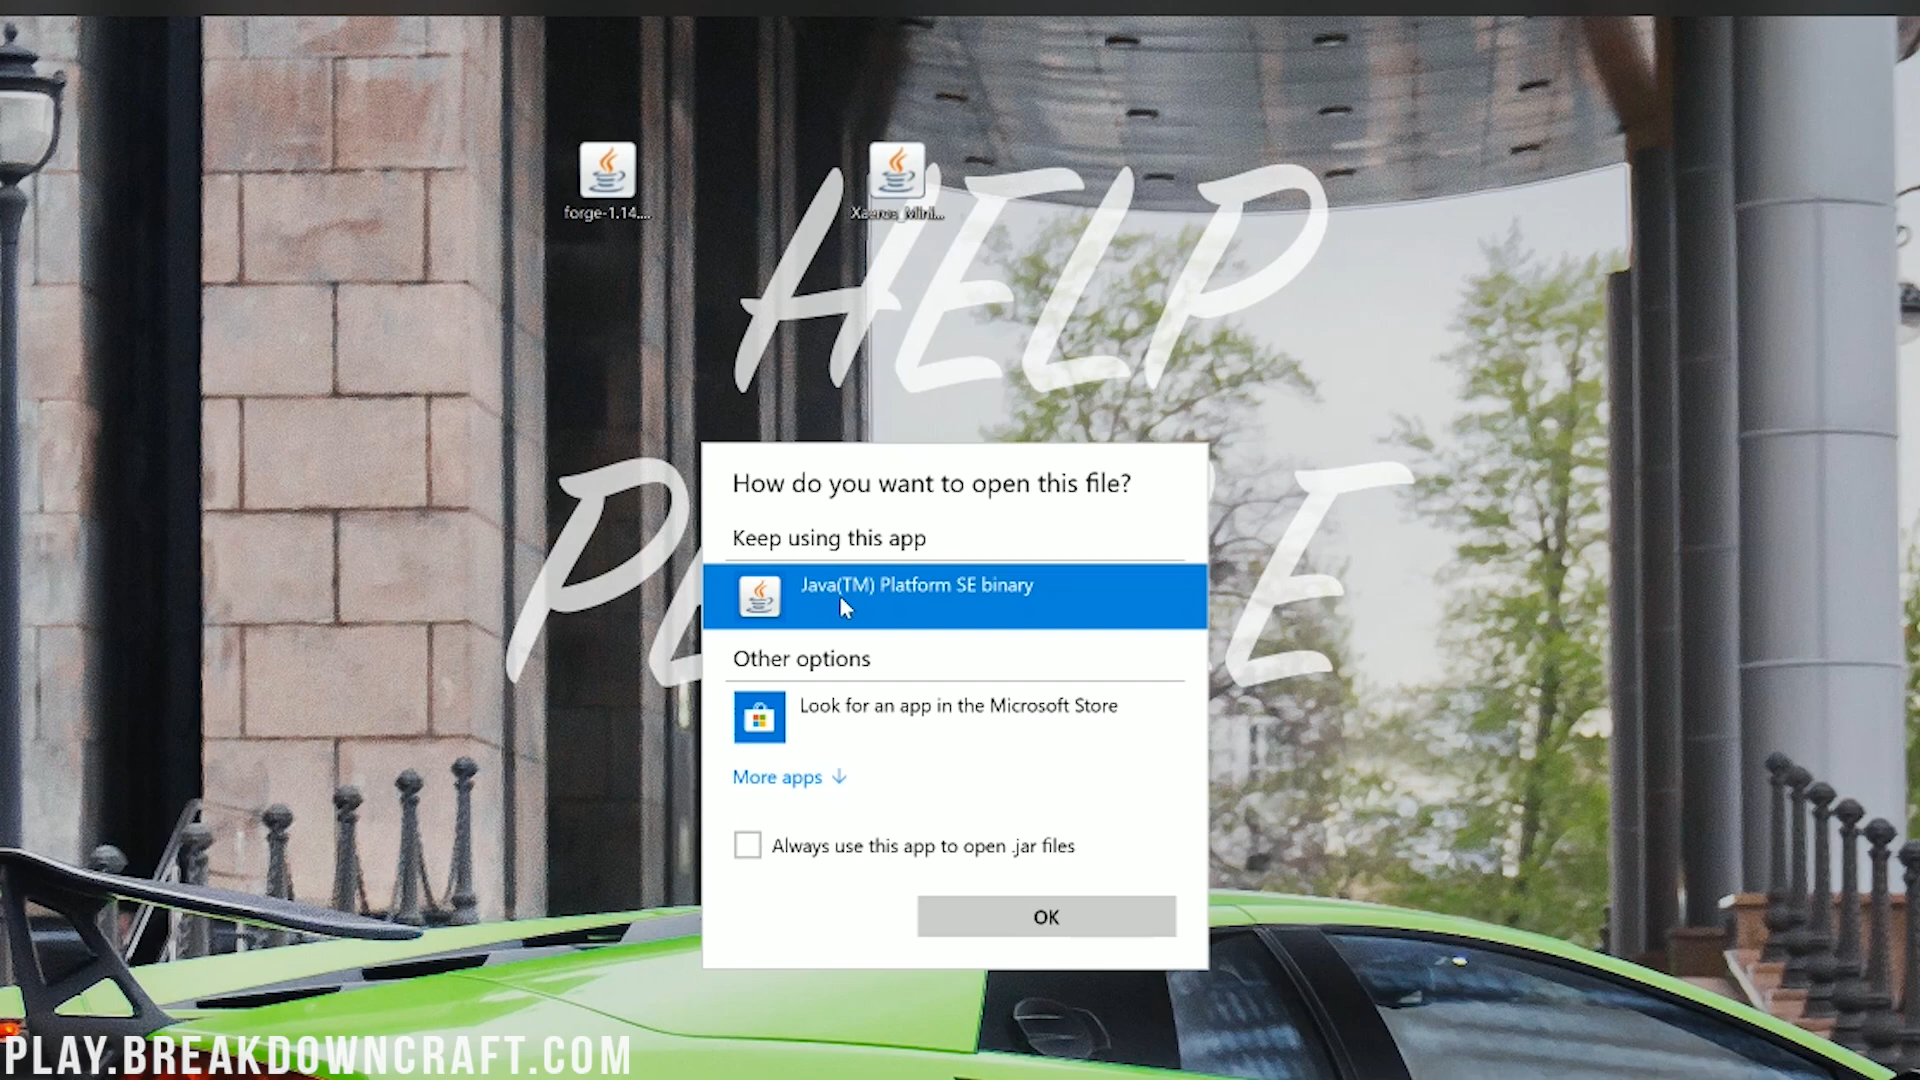 forge-1.14....
Xaeros_Mini...
HELP
How do you want to open this file?
Keep using this app
Java(TM) Platform SE binary
Other options
Look for an app in the Microsoft Store
More apps
Always use this app to open .jar files
OK
PLAY.BREAKDOWNCRAFT.COM